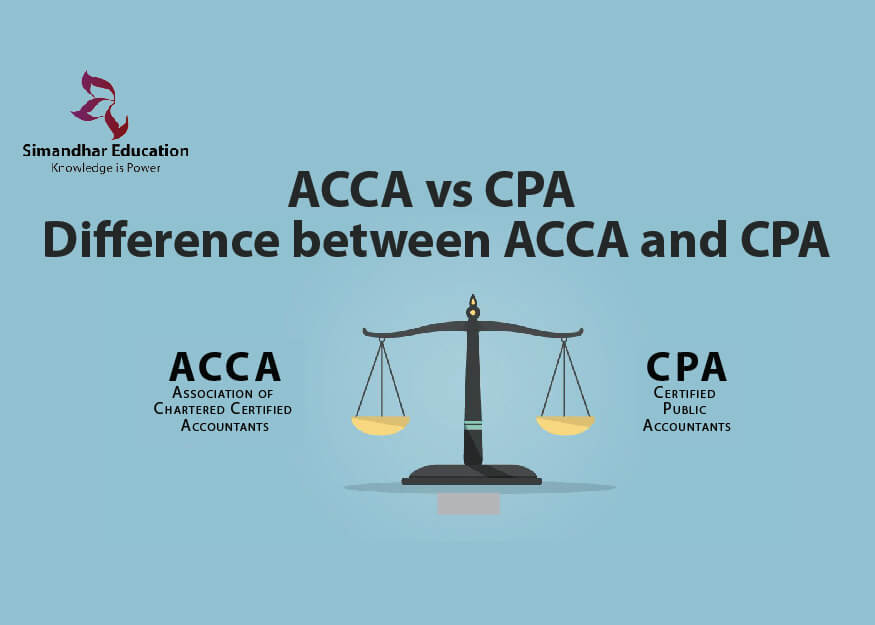 Simandhar Education
Knowledge is Power
ACCA vs CPA
Difference between ACCA and CPA
ACCA
Association of
Chartered Certified
Accountants
CPA
Certified
Public
Accountants